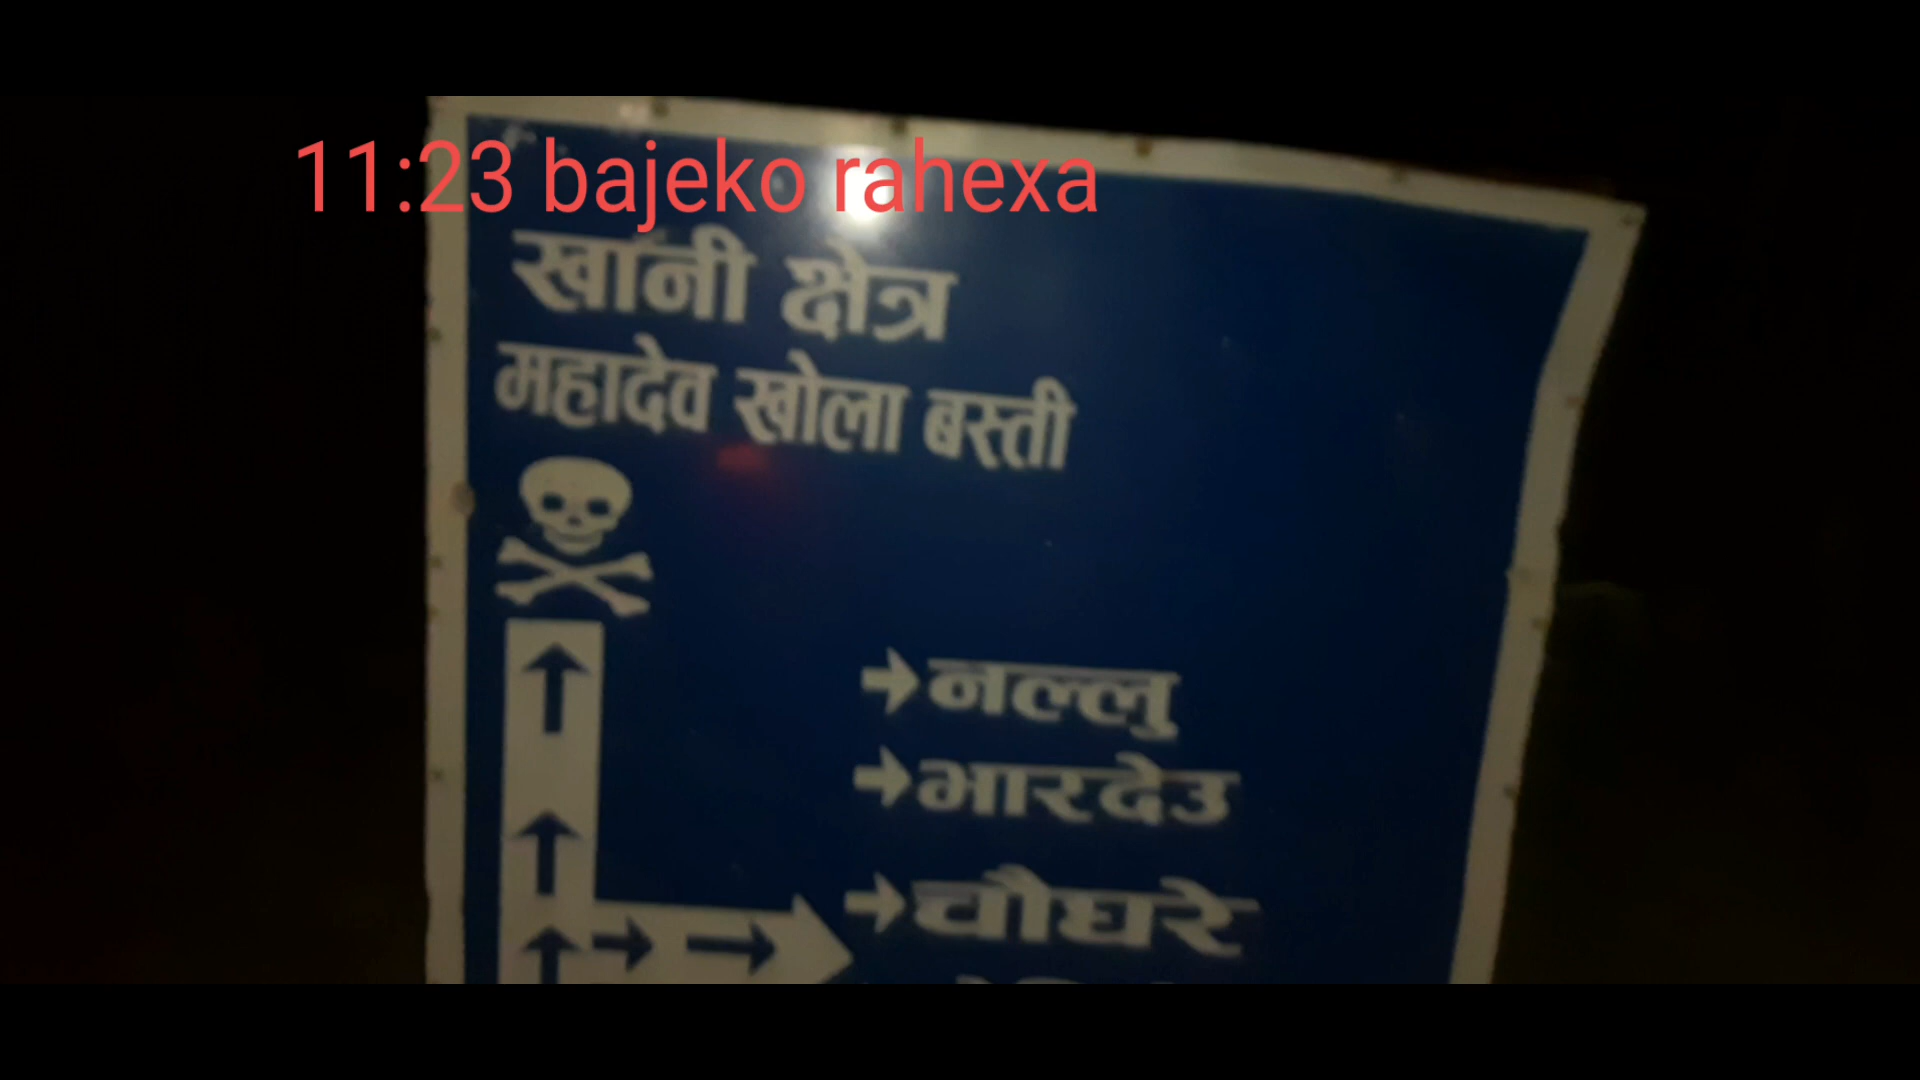 11:23 bajeko rahexa
खाँनी क्षेत्र
महादेव खोला बस्ती
नल्लु
भारदेउ
चौघरे